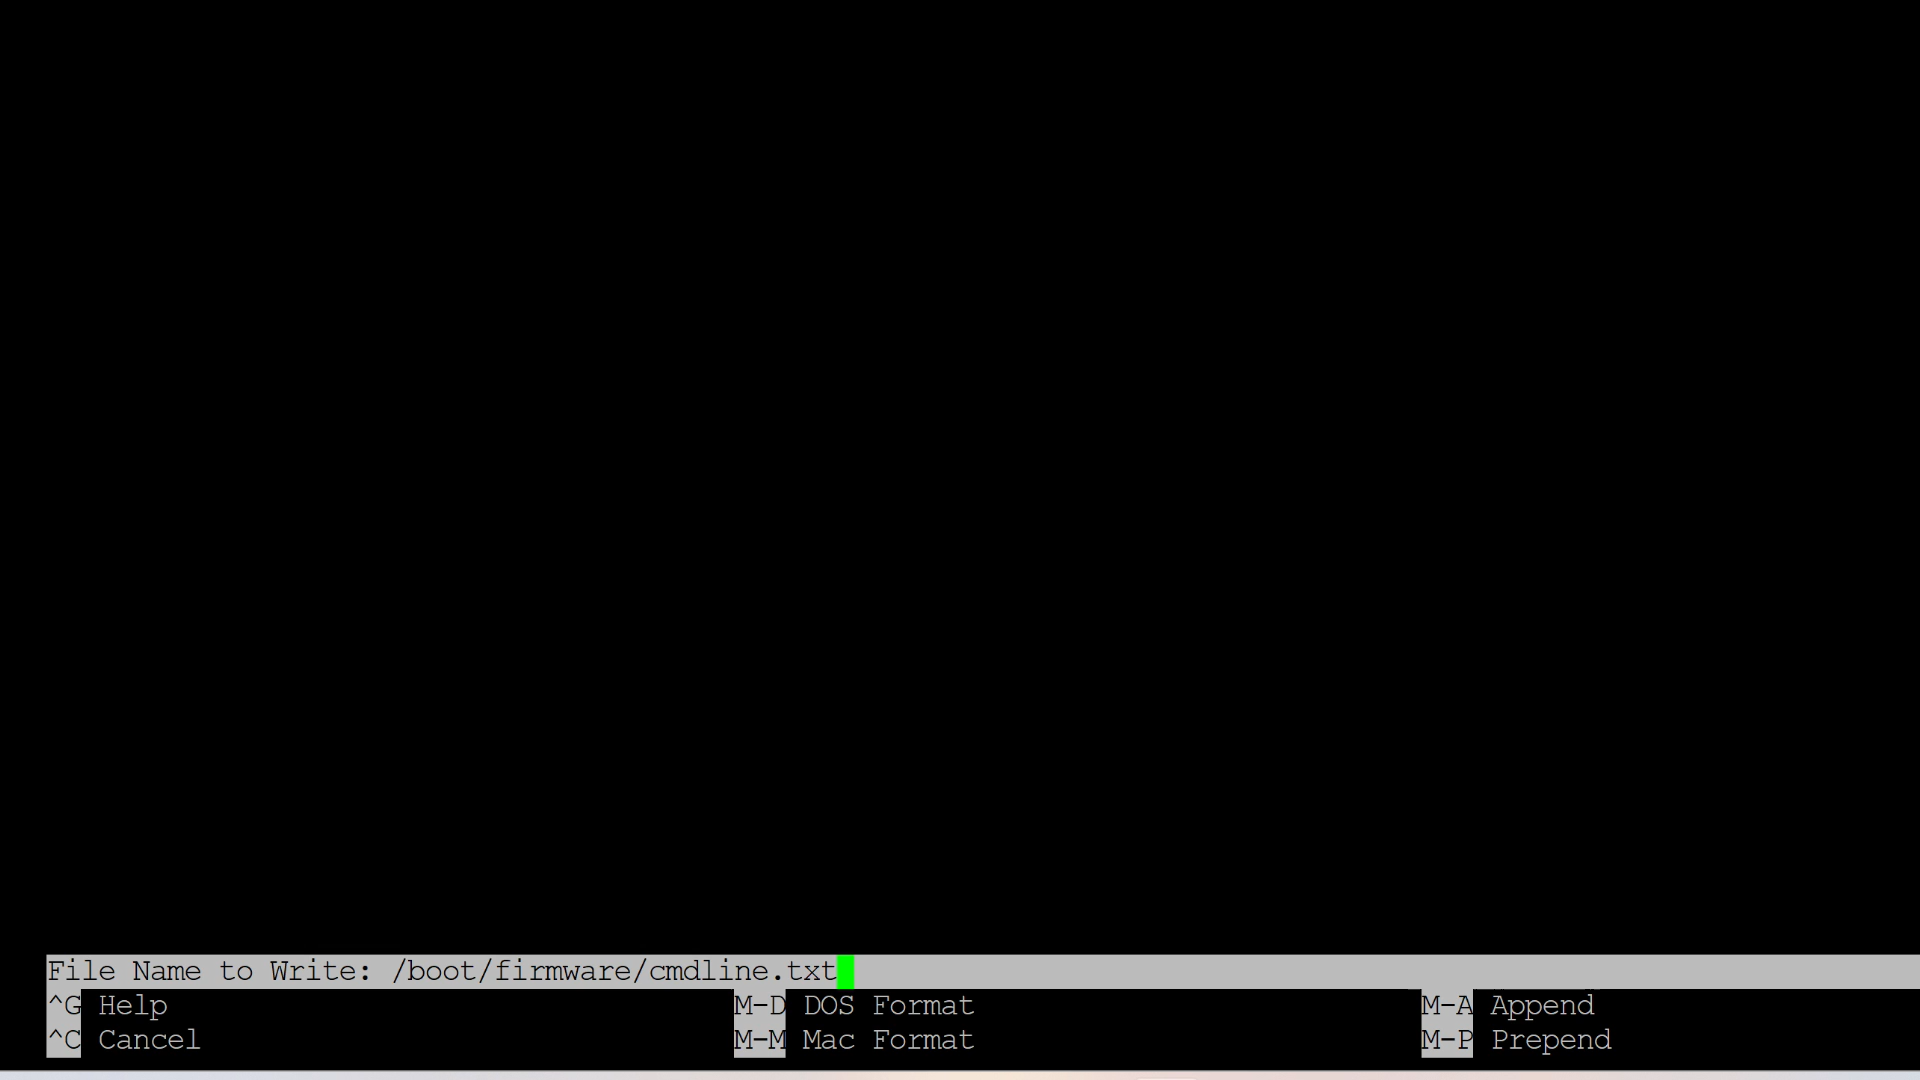 File Name to Write: /boot/firmware/cmdline.txt
^G Help M-D DOS Format M-A Append
^C Cancel M-M Mac Format M-P Prepend